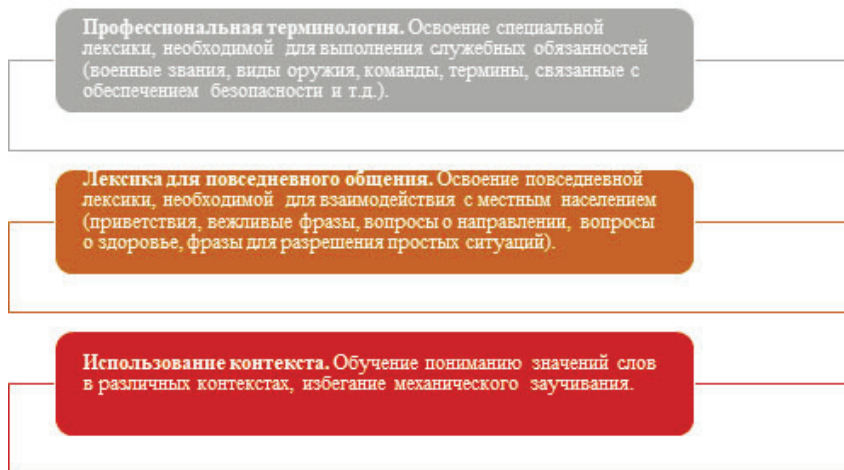 Профессиональная терминология. Освоение специальной
лексики, необходимой для выполнения служебных обязанностей
(военные звания, виды оружия, команды, термины, связанные с
обеспечением безопасности и т.д.).
Лексика для повседневного общения. Освоение повседневной
лексики, необходимой для взаимодействия с местным населением
(приветствия, вежливые фразы, вопросы о направлении, вопросы
о здоровье, фразы для разрешения простых ситуаций).
Использование контекста. Обучение пониманию значений слов
в различных контекстах, избегание механического заучивания.